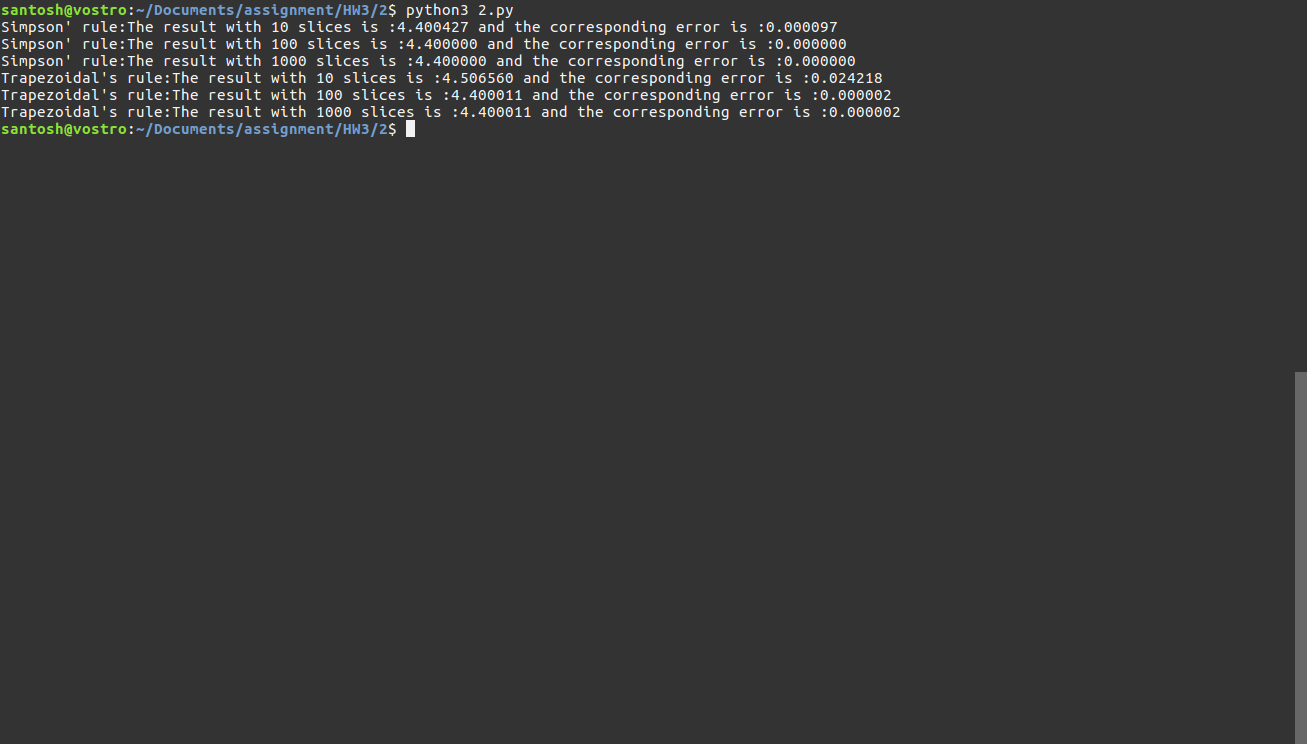 santosh@vostro:~/Documents/assignment/HW3/2$ python3 2.py
Simpson' rule:The result with 10 slices is :4.400427 and the corresponding error is :0.000097
Simpson' rule:The result with 100 slices is :4.400000 and the corresponding error is :0.000000
Simpson' rule:The result with 1000 slices is :4.400000 and the corresponding error is :0.000000
Trapezoidal's rule:The result with 10 slices is :4.506560 and the corresponding error is :0.024218
Trapezoidal's rule:The result with 100 slices is :4.400011 and the corresponding error is :0.000002
Trapezoidal's rule:The result with 1000 slices is :4.400011 and the corresponding error is :0.000002
santosh@vostro:~/Documents/assignment/HW3/2$